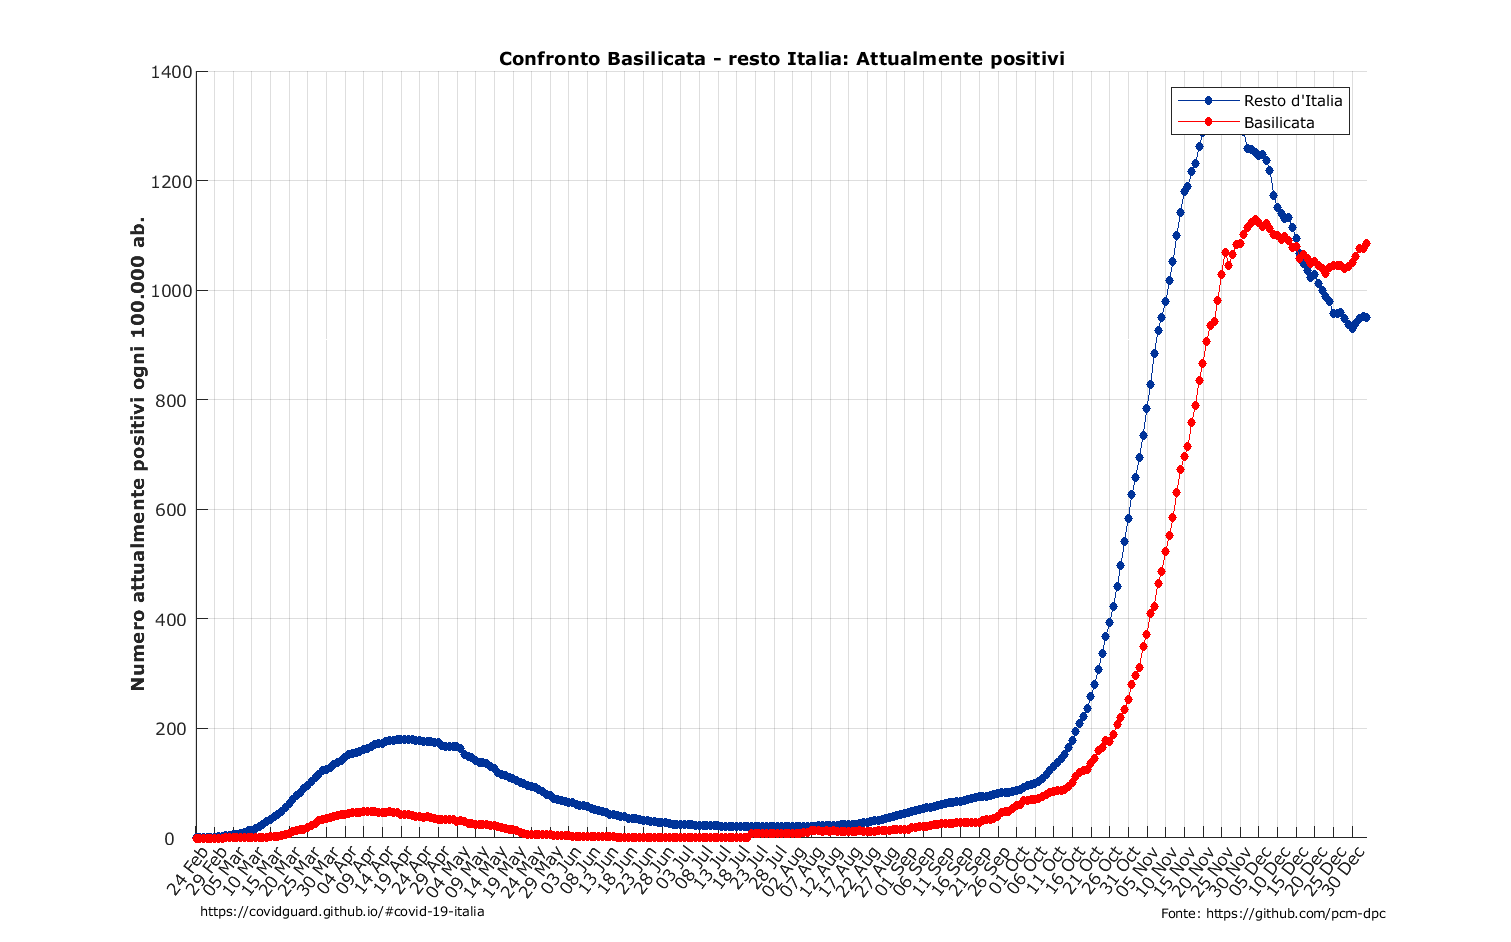 Confronto Basilicata - resto Italia: Attualmente positivi
Numero attualmente positivi ogni 100.000 ab.
1400
1200
1000
800
600
400
200
0
Resto d'Italia
Basilicata
24 Feb
29 Feb
05 Mar
10 Mar
15 Mar
20 Mar
25 Mar
30 Mar
04 Apr
09 Apr
14 Apr
19 Apr
24 Apr
29 Apr
04 May
09 May
14 May
19 May
24 May
29 May
03 Jun
08 Jun
13 Jun
18 Jun
23 Jun
28 Jun
03 Jul
08 Jul
13 Jul
18 Jul
23 Jul
28 Jul
02 Aug
07 Aug
12 Aug
17 Aug
22 Aug
27 Aug
01 Sep
06 Sep
11 Sep
16 Sep
21 Sep
26 Sep
01 Oct
06 Oct
11 Oct
16 Oct
21 Oct
26 Oct
31 Oct
05 Nov
10 Nov
15 Nov
20 Nov
25 Nov
30 Nov
05 Dec
10 Dec
15 Dec
20 Dec
25 Dec
30 Dec
https://covidguard.github.io/#covid-19-italia
Fonte: https://github.com/pcm-dpc